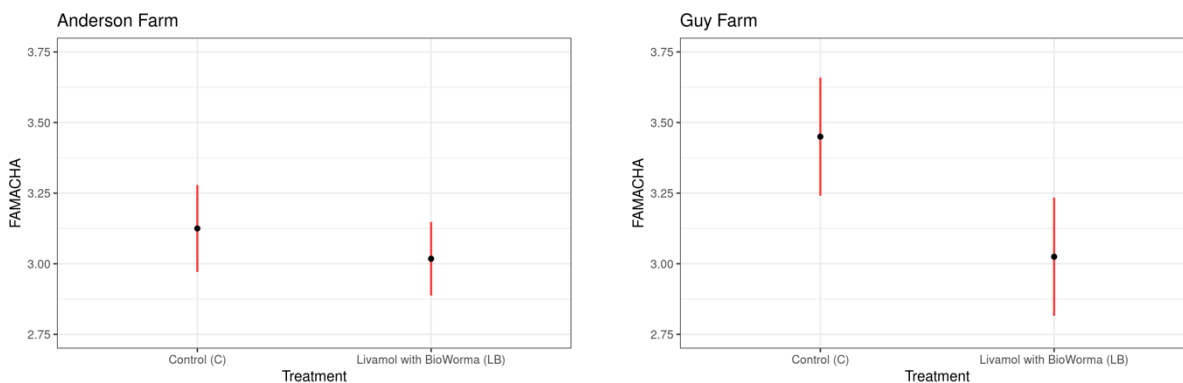 Anderson Farm
FAMACHA
3.75
3.50
3.25
3.00
2.75
Control (C)
Livamol with BioWorma (LB)
Treatment
Guy Farm
FAMACHA
3.75
3.50
3.25
3.00
2.75
Control (C)
Livamol with BioWorma (LB)
Treatment